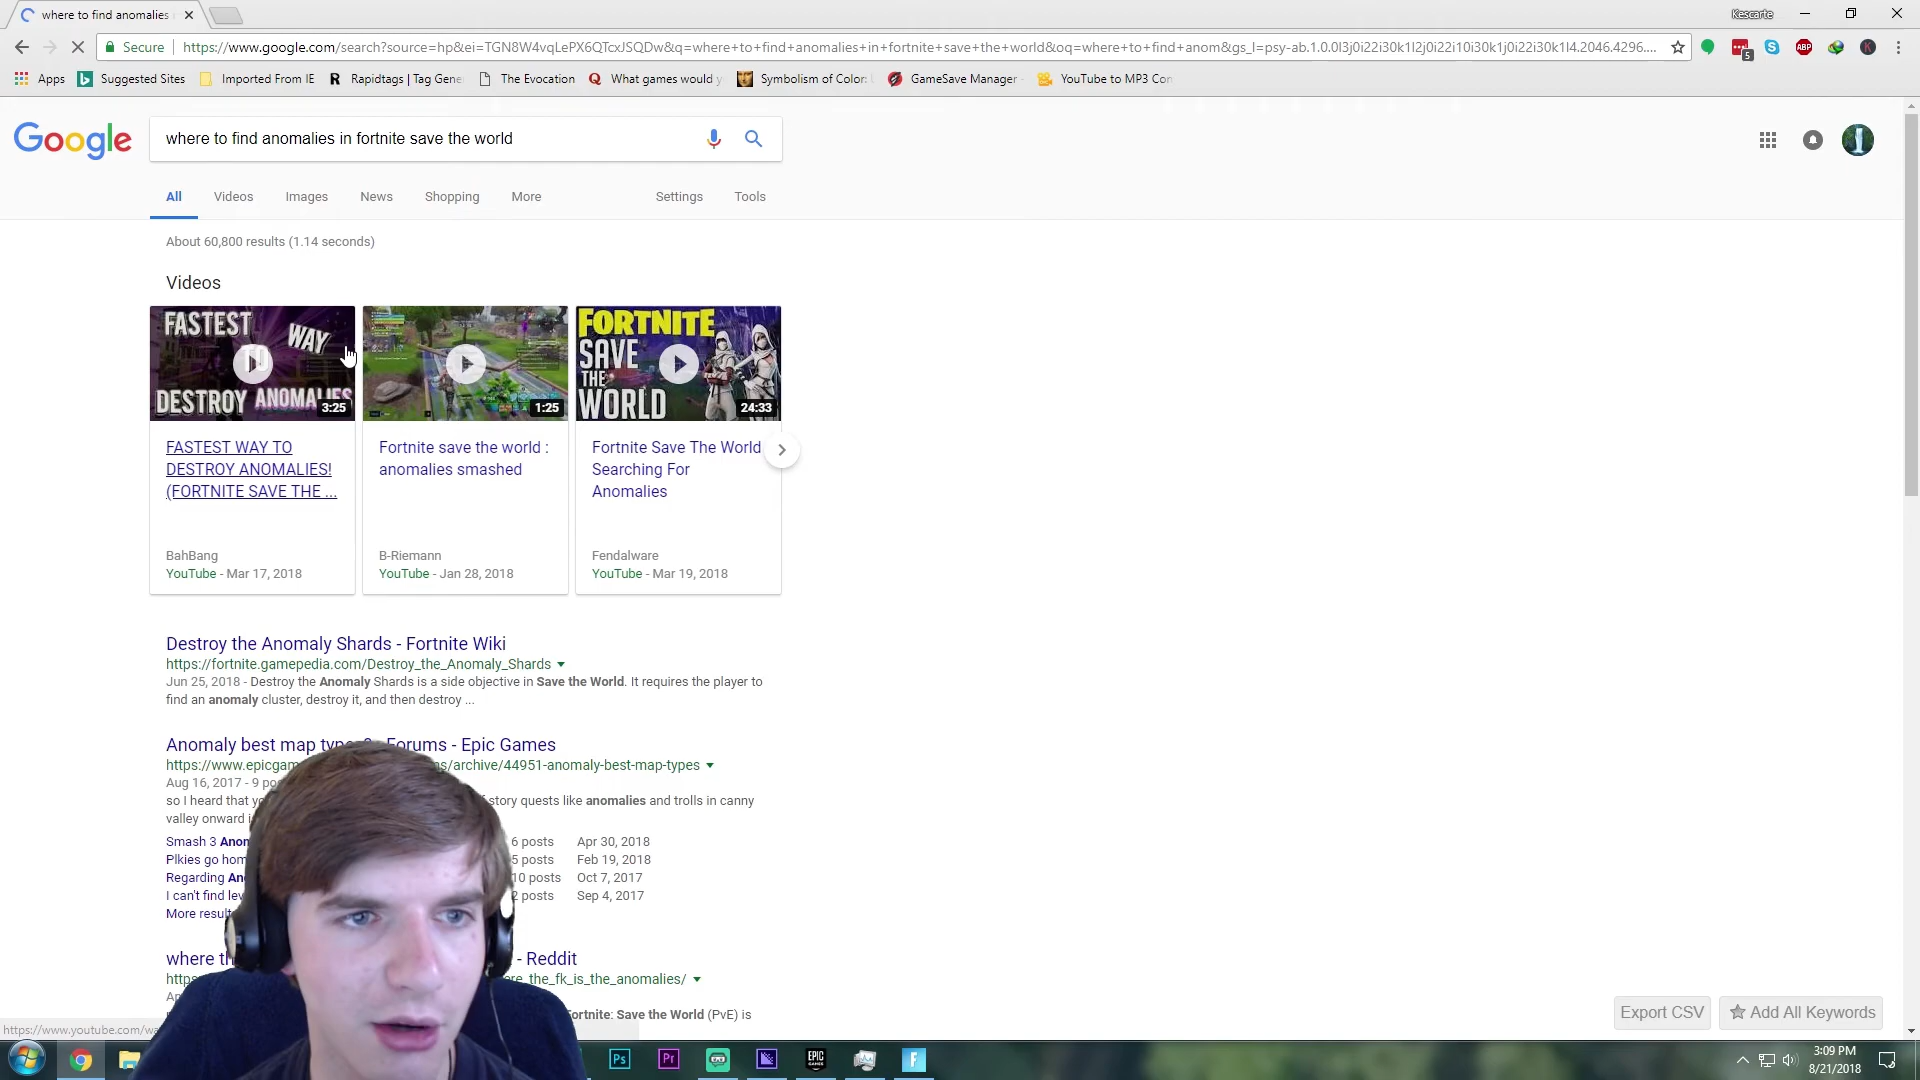 where to find anomalies
Kescarte
Secure
https://www.google.com/search?source=hp&ei=TGN8W4vqLePX6QTcxJSQDw&q=where+to+find+anomalies+in+fortnite+save+the+world&oq=where+to+find+anom&gs_l=psy-ab.1.0.0l3j0i22i30k1l2j0i22i10i30k1j0i22i30k1l4.2046.4296....
5
ABP
K
Apps
Suggested Sites
Imported From IE
R Rapidtags | Tag Gene
The Evocation
Q What games would
Symbolism of Color:
GameSave Manager
YouTube to MP3 Con
Google
where to find anomalies in fortnite save the world
All Videos Images News Shopping More Settings Tools
About 60,800 results (1.14 seconds)
Videos
FASTEST
WAY
DESTROY ANOMALIES
3:25
1:25
FORTNITE
SAVE
THE
WORLD
24:33
FASTEST WAY TO
DESTROY ANOMALIES!
(FORTNITE SAVE THE ...
BahBang
YouTube - Mar 17, 2018
Fortnite save the world :
anomalies smashed
B-Riemann
YouTube - Jan 28, 2018
Fortnite Save The World
Searching For
Anomalies
Fendalware
YouTube - Mar 19, 2018
Destroy the Anomaly Shards - Fortnite Wiki
https://fortnite.gamepedia.com/Destroy_the_Anomaly_Shards
Jun 25, 2018 - Destroy the Anomaly Shards is a side objective in Save the World. It requires the player to
find an anomaly cluster, destroy it, and then destroy ...
Anomaly best map Forums - Epic Games
https://www.epicgam /archive/44951-anomaly-best-map-types
Aug 16, 2017 - 9
so I heard that story quests like anomalies and trolls in canny
valley onward
Smash 3 6 posts Apr 30, 2018
Plkies go 5 posts Feb 19, 2018
Regarding 10 posts Oct 7, 2017
I can't find 2 posts Sep 4, 2017
More
where - Reddit
_the_fk_is_the_anomalies/
Fortnite: Save the World (PvE) is
https://www.youtube.com/wa
Export CSV
Add All Keywords
Ps
Pr
EPIC
GAMES
F
3:09 PM
8/21/2018